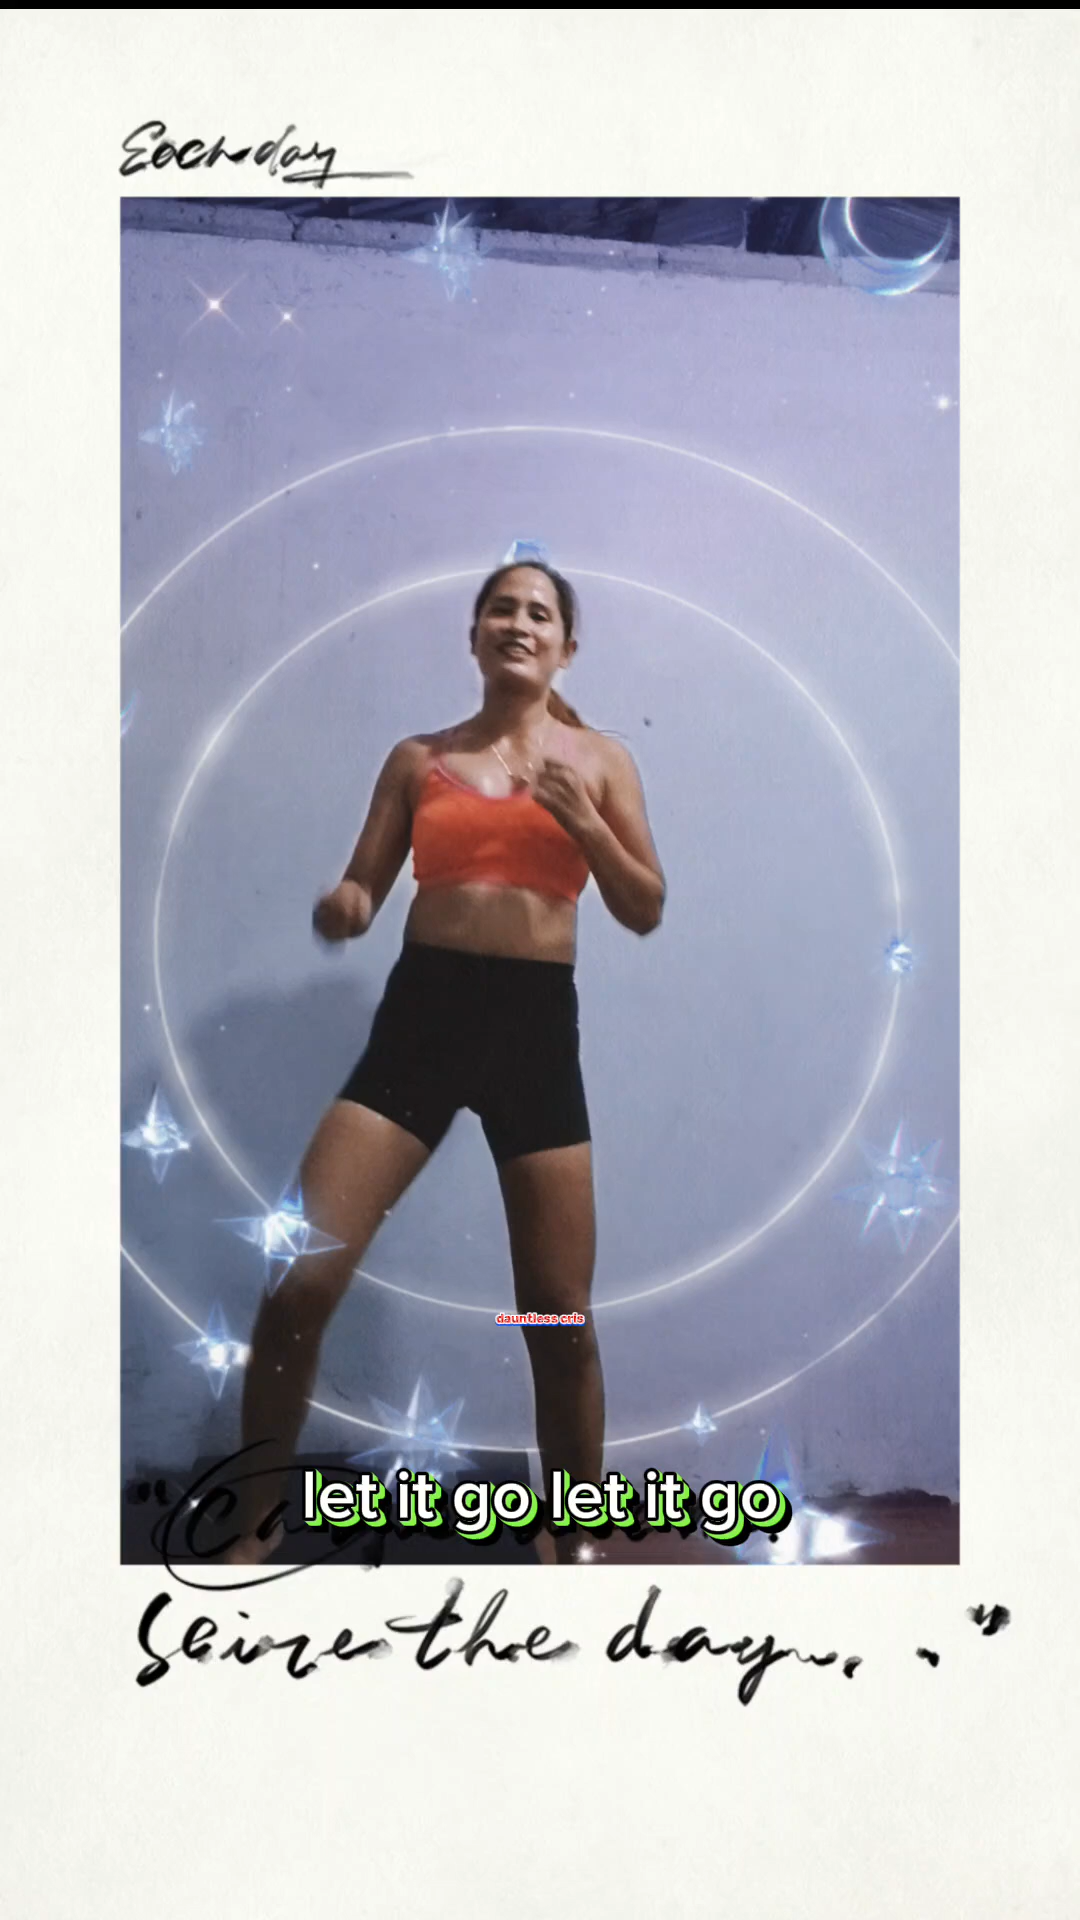 Each day
dauntless cris
let it go let it go
seize the day. .."